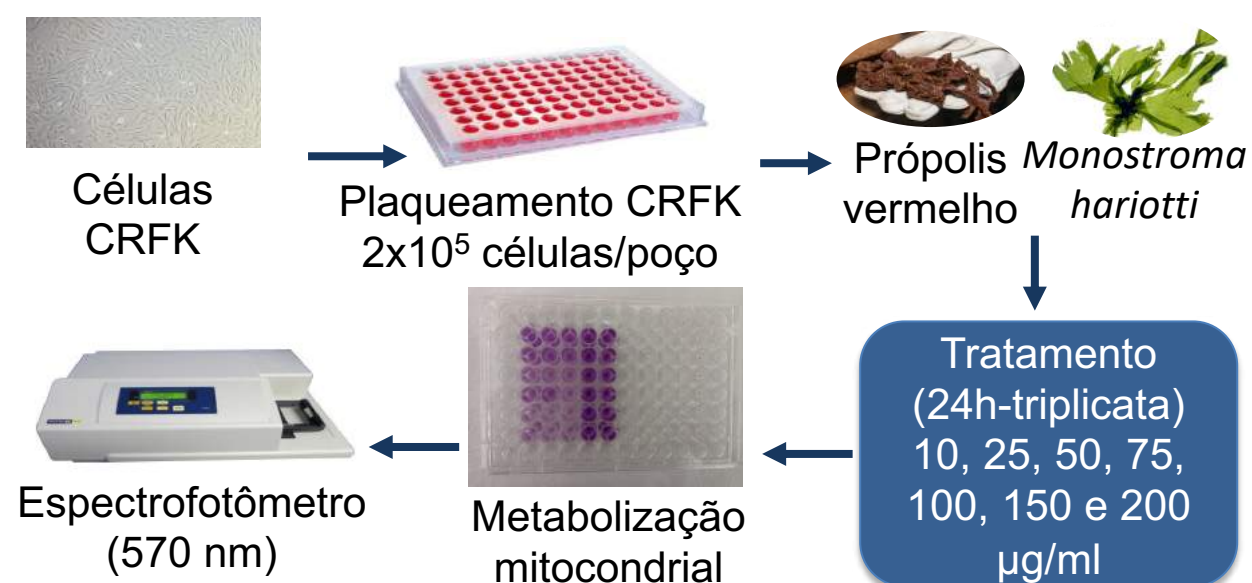 Células
CRFK
Plaqueamento CRFK
2x10⁵ células/poço
Própolis
vermelho
Monostroma
hariotti
Tratamento
(24h-triplicata)
10, 25, 50, 75,
100, 150 e 200
µg/ml
Metabolização
mitocondrial
Espectrofotômetro
(570 nm)